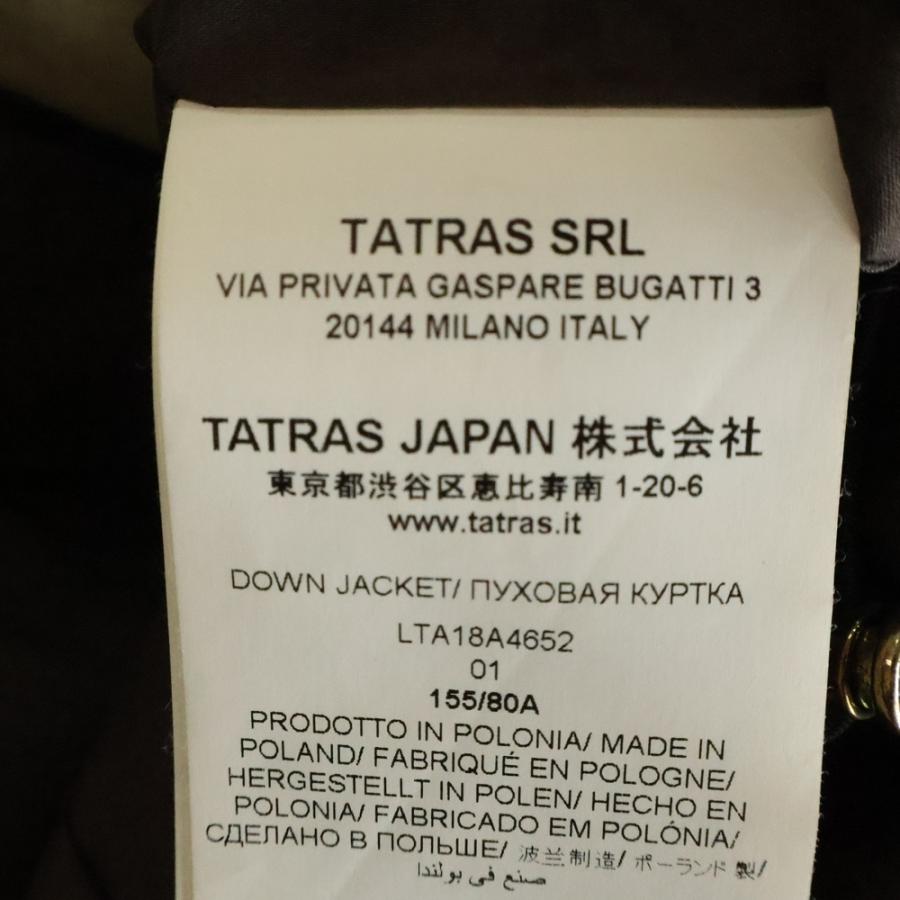 TATRAS SRL
VIA PRIVATA GASPARE BUGATTI 3
20144 MILANO ITALY
TATRAS JAPAN 株式会社
東京都渋谷区恵比寿南 1-20-6
www.tatras.it
DOWN JACKET/ ПУХОВАЯ КУРТКА
LTA18A4652
01
155/80A
PRODOTTO IN POLONIA/ MADE IN
POLAND/ FABRIQUÉ EN POLOGNE/
HERGESTELLT IN POLEN/ HECHO EN
POLONIA/ FABRICADO EM POLÓNIA/
СДЕЛАНО В ПОЛЬШЕ/ 波兰制造/ ポーランド 製/
صنع في بولندا